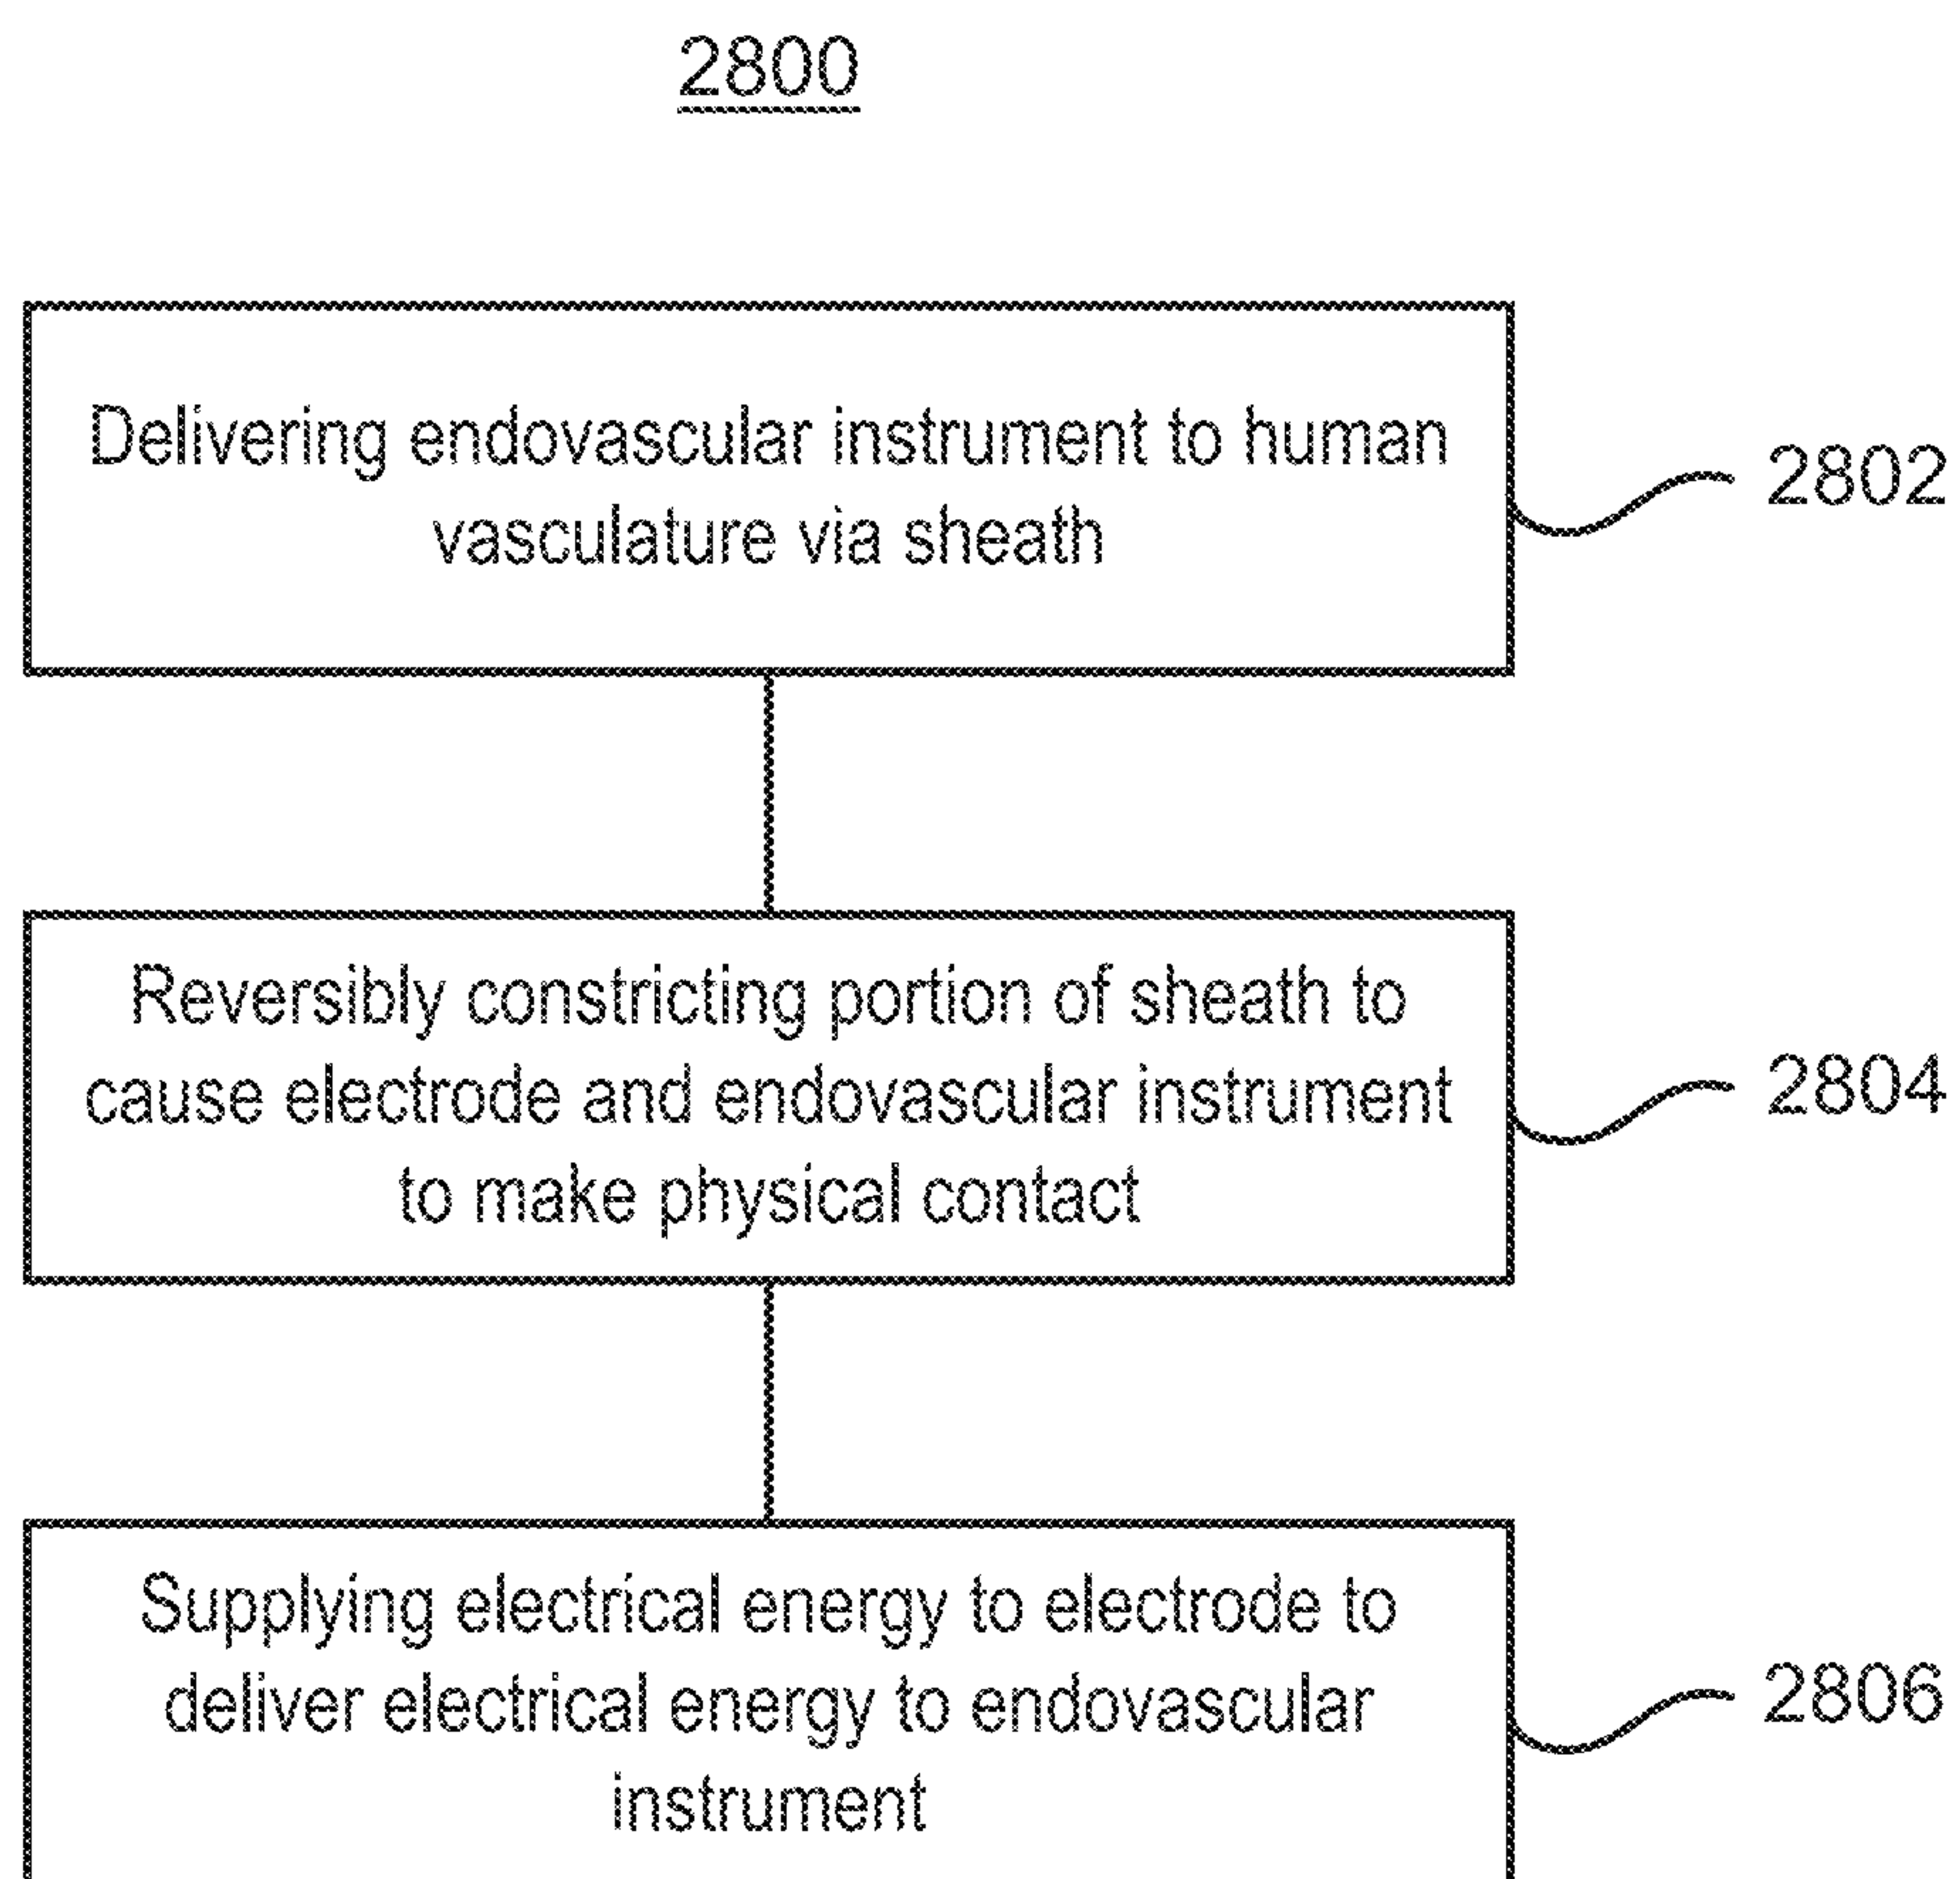 2800
Delivering endovascular instrument to human
vasculature via sheath
2802
Reversibly constricting portion of sheath to
cause electrode and endovascular instrument
to make physical contact
2804
Supplying electrical energy to electrode to
deliver electrical energy to endovascular
instrument
2806